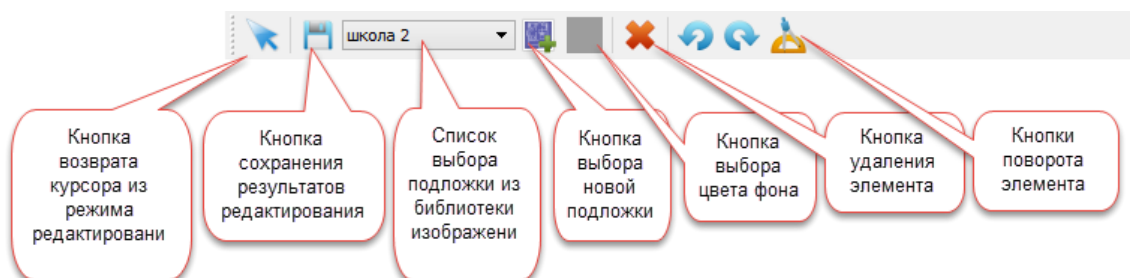 школа 2
Кнопка
возврата
курсора из
режима
редактировани
Кнопка
сохранения
результатов
редактирования
Список
выбора
подложки из
библиотеки
изображени
Кнопка
выбора
новой
подложки
Кнопка
выбора
цвета фона
Кнопка
удаления
элемента
Кнопки
поворота
элемента